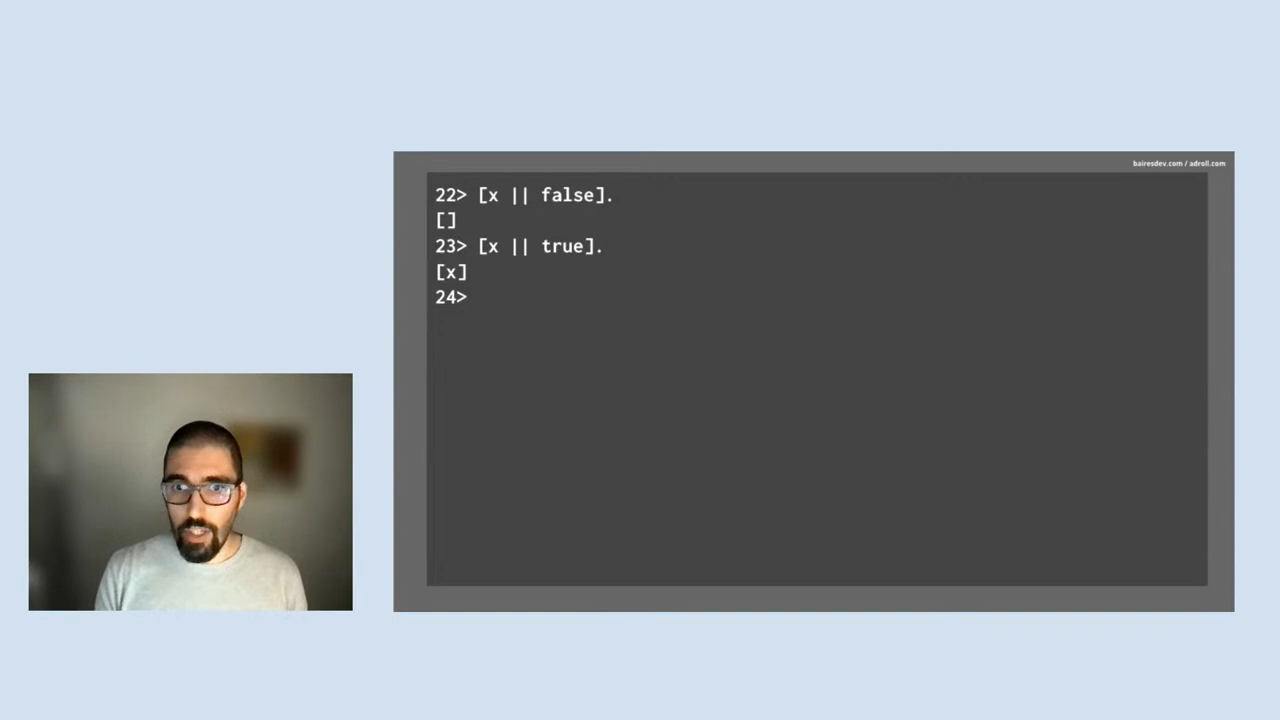 bairesdev.com / adroll.com
22> [x || false].
[]
23> [x || true].
[x]
24>